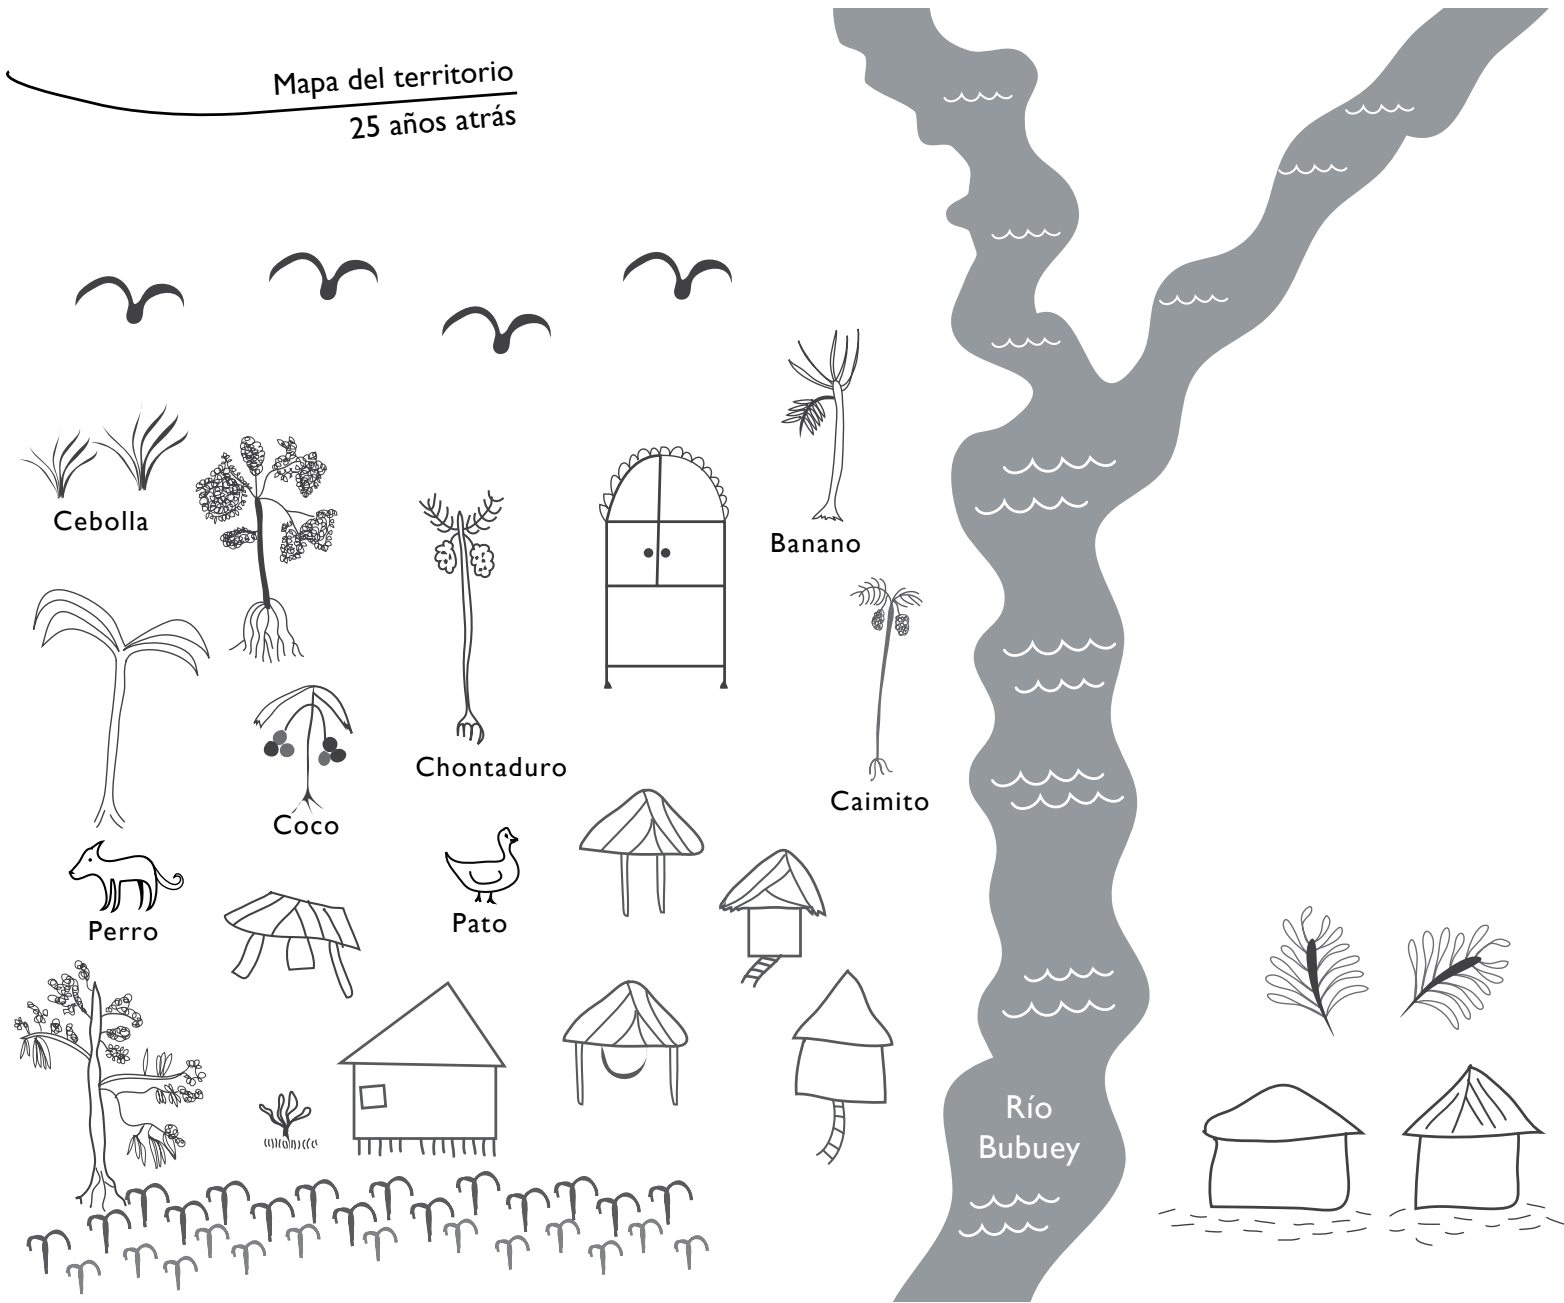 Mapa del territorio
25 años atrás
Cebolla
Banano
Chontaduro
Caimito
Coco
Perro
Pato
Río
Bubuey